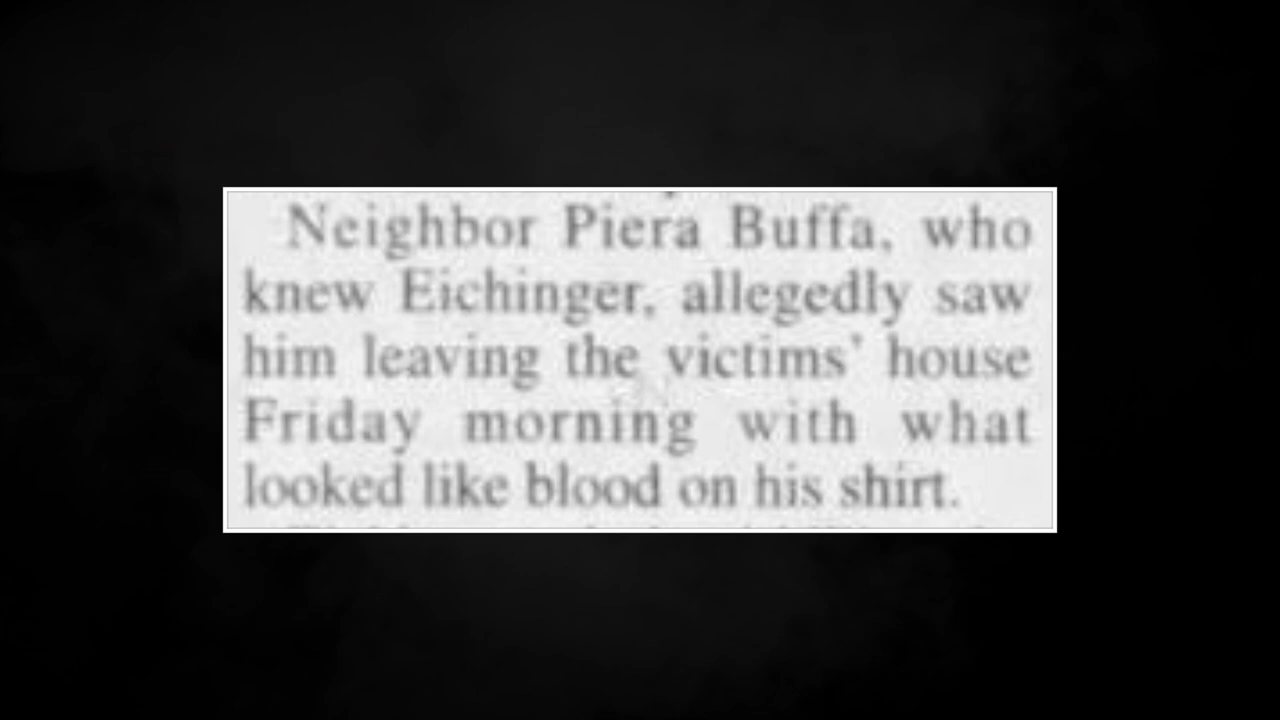 Neighbor Piera Buffa, who
knew Eichinger, allegedly saw
him leaving the victims' house
Friday morning with what
looked like blood on his shirt.